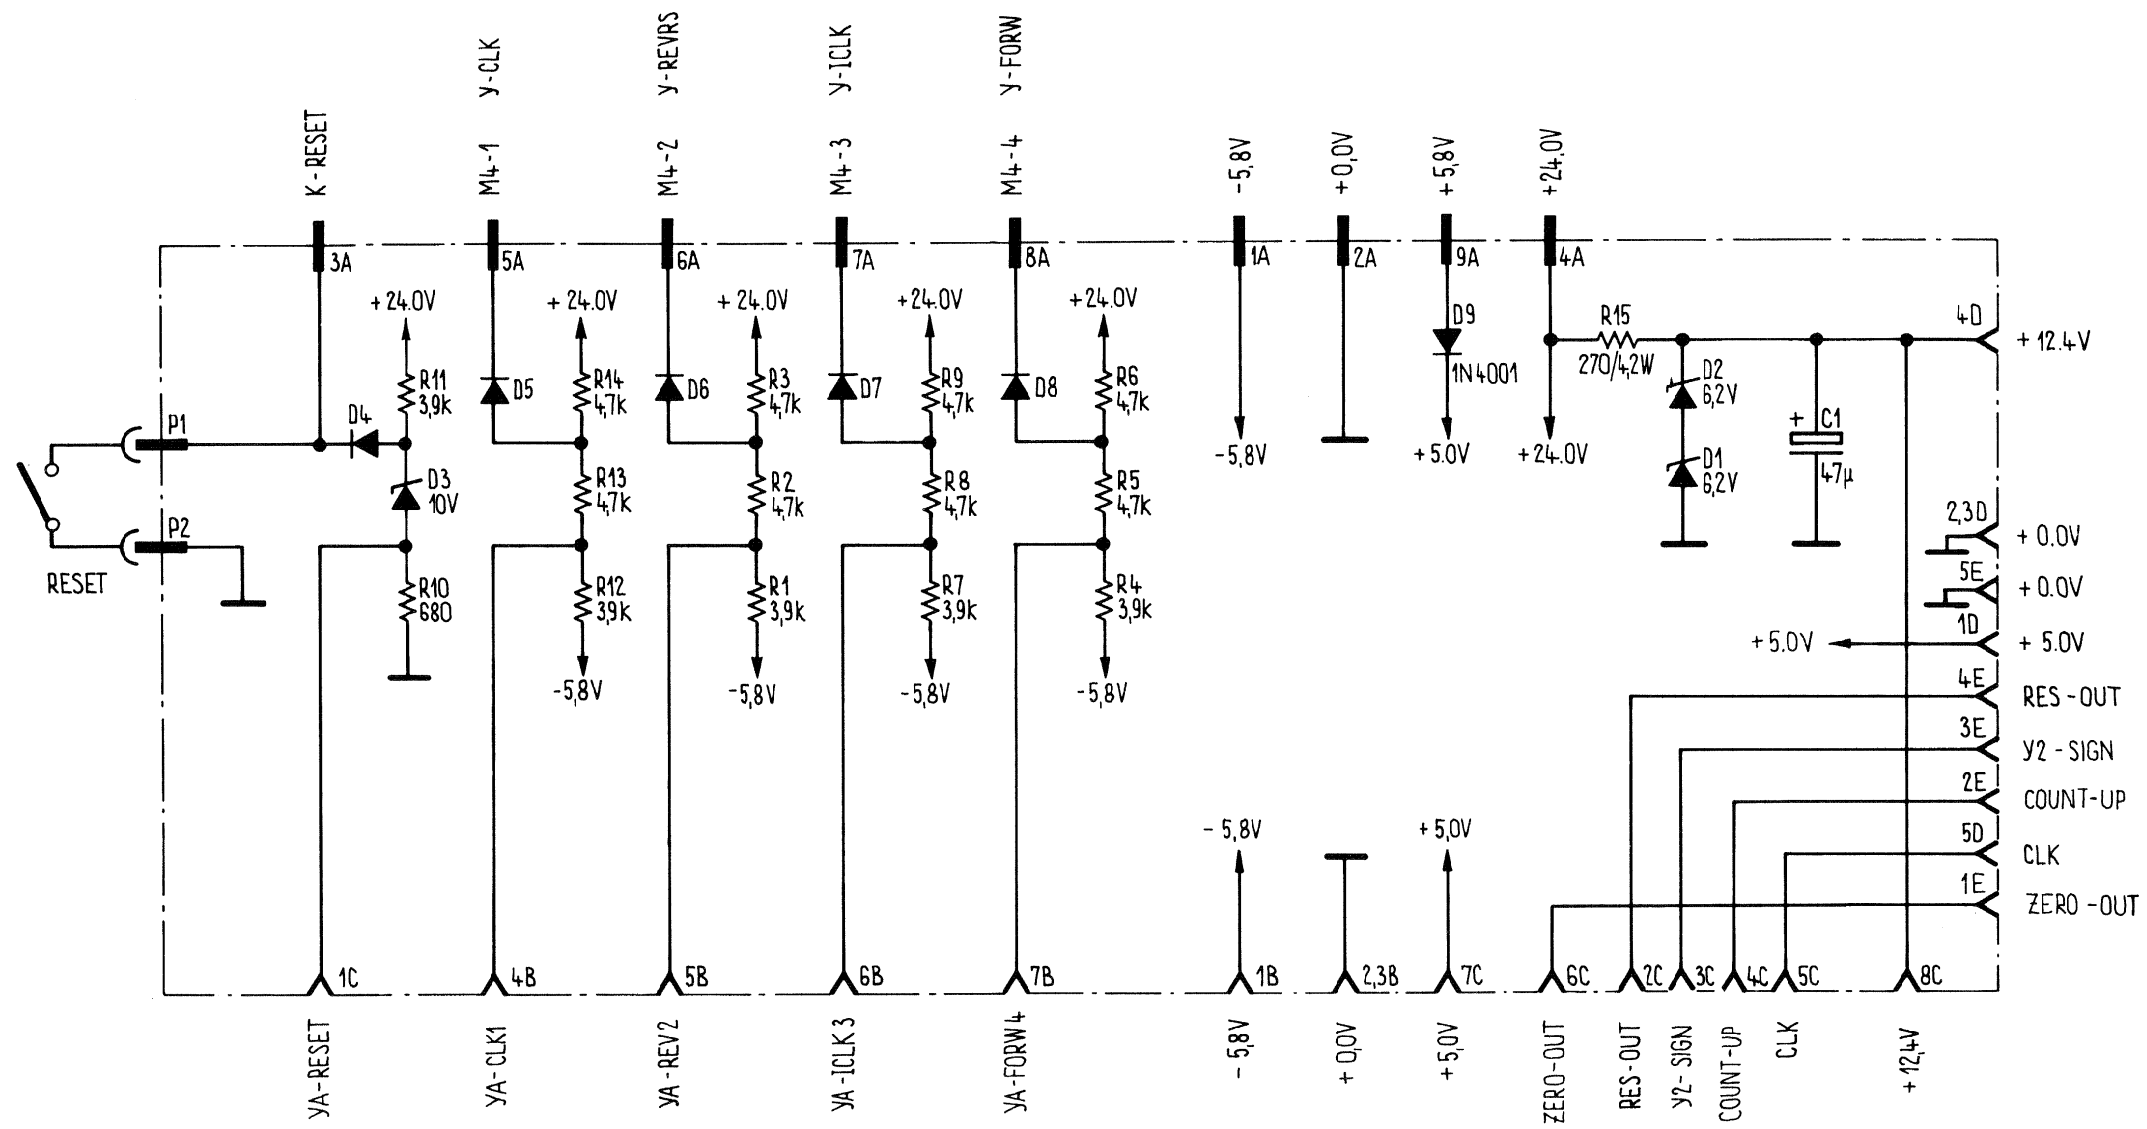 K-RESET
M4-1 Y-CLK
M4-2 Y-REVRS
M4-3 Y-ICLK
M4-4 Y-FORW
-5,8V
+0,0V
+5,8V
+24.0V
3A
5A
6A
7A
8A
1A
2A
9A
4A
+24.0V
+24.0V
+24.0V
+24.0V
+24.0V
R11
3,9k
D4
D3
10V
R10
680
P1
P2
RESET
D5
R14
4,7k
R13
4,7k
R12
3,9k
-5,8V
D6
R3
4,7k
R2
4,7k
R1
3,9k
-5,8V
D7
R9
4,7k
R8
4,7k
R7
3,9k
-5,8V
D8
R6
4,7k
R5
4,7k
R4
3,9k
-5,8V
-5,8V
D9
1N4001
+5.0V
+24.0V
R15
270/4,2W
D2
6,2V
D1
6,2V
+ C1
47µ
4D
+12.4V
2,3D
+0.0V
5E
+0.0V
1D
+5.0V
+5.0V
4E
RES-OUT
3E
Y2-SIGN
2E
COUNT-UP
5D
CLK
1E
ZERO-OUT
-5,8V
+5,0V
1C
4B
5B
6B
7B
1B
2,3B
7C
6C
2C
3C
4C
5C
8C
YA-RESET
YA-CLK1
YA-REV2
YA-ICLK3
YA-FORW4
-5,8V
+0,0V
+5,0V
ZERO-OUT
RES-OUT
Y2-SIGN
COUNT-UP
CLK
+12,4V